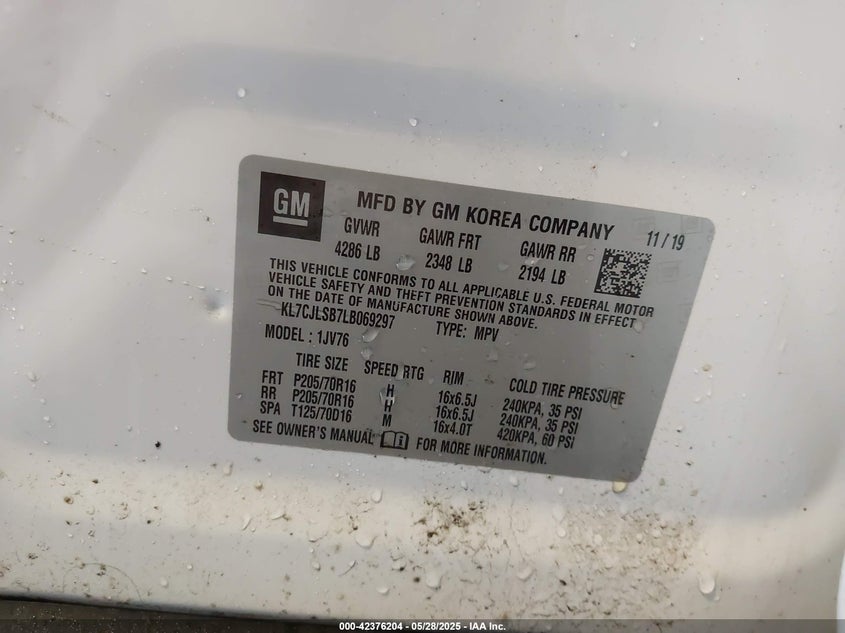 GM
MFD BY GM KOREA COMPANY 11 / 19
GVWR GAWR FRT GAWR RR
4286 LB 2348 LB 2194 LB
THIS VEHICLE CONFORMS TO ALL APPLICABLE U.S. FEDERAL MOTOR
VEHICLE SAFETY AND THEFT PREVENTION STANDARDS IN EFFECT
ON THE DATE OF MANUFACTURE SHOWN ABOVE.
KL7CJLSB7LB069297 TYPE: MPV
MODEL : 1JV76
TIRE SIZE SPEED RTG RIM COLD TIRE PRESSURE
FRT P205/70R16 H 16x6.5J 240KPA, 35 PSI
RR P205/70R16 H 16x6.5J 240KPA, 35 PSI
SPA T125/70D16 M 16x4.0T 420KPA, 60 PSI
SEE OWNER'S MANUAL FOR MORE INFORMATION.
000-42376204 - 05/28/2025 - IAA Inc.